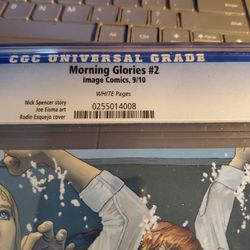 CGC UNIVERSAL GRADE
Morning Glories #2
Image Comics, 9/10
WHITE Pages
Nick Spencer story
Joe Eisma art
Rodin Esquejo cover
0255014008